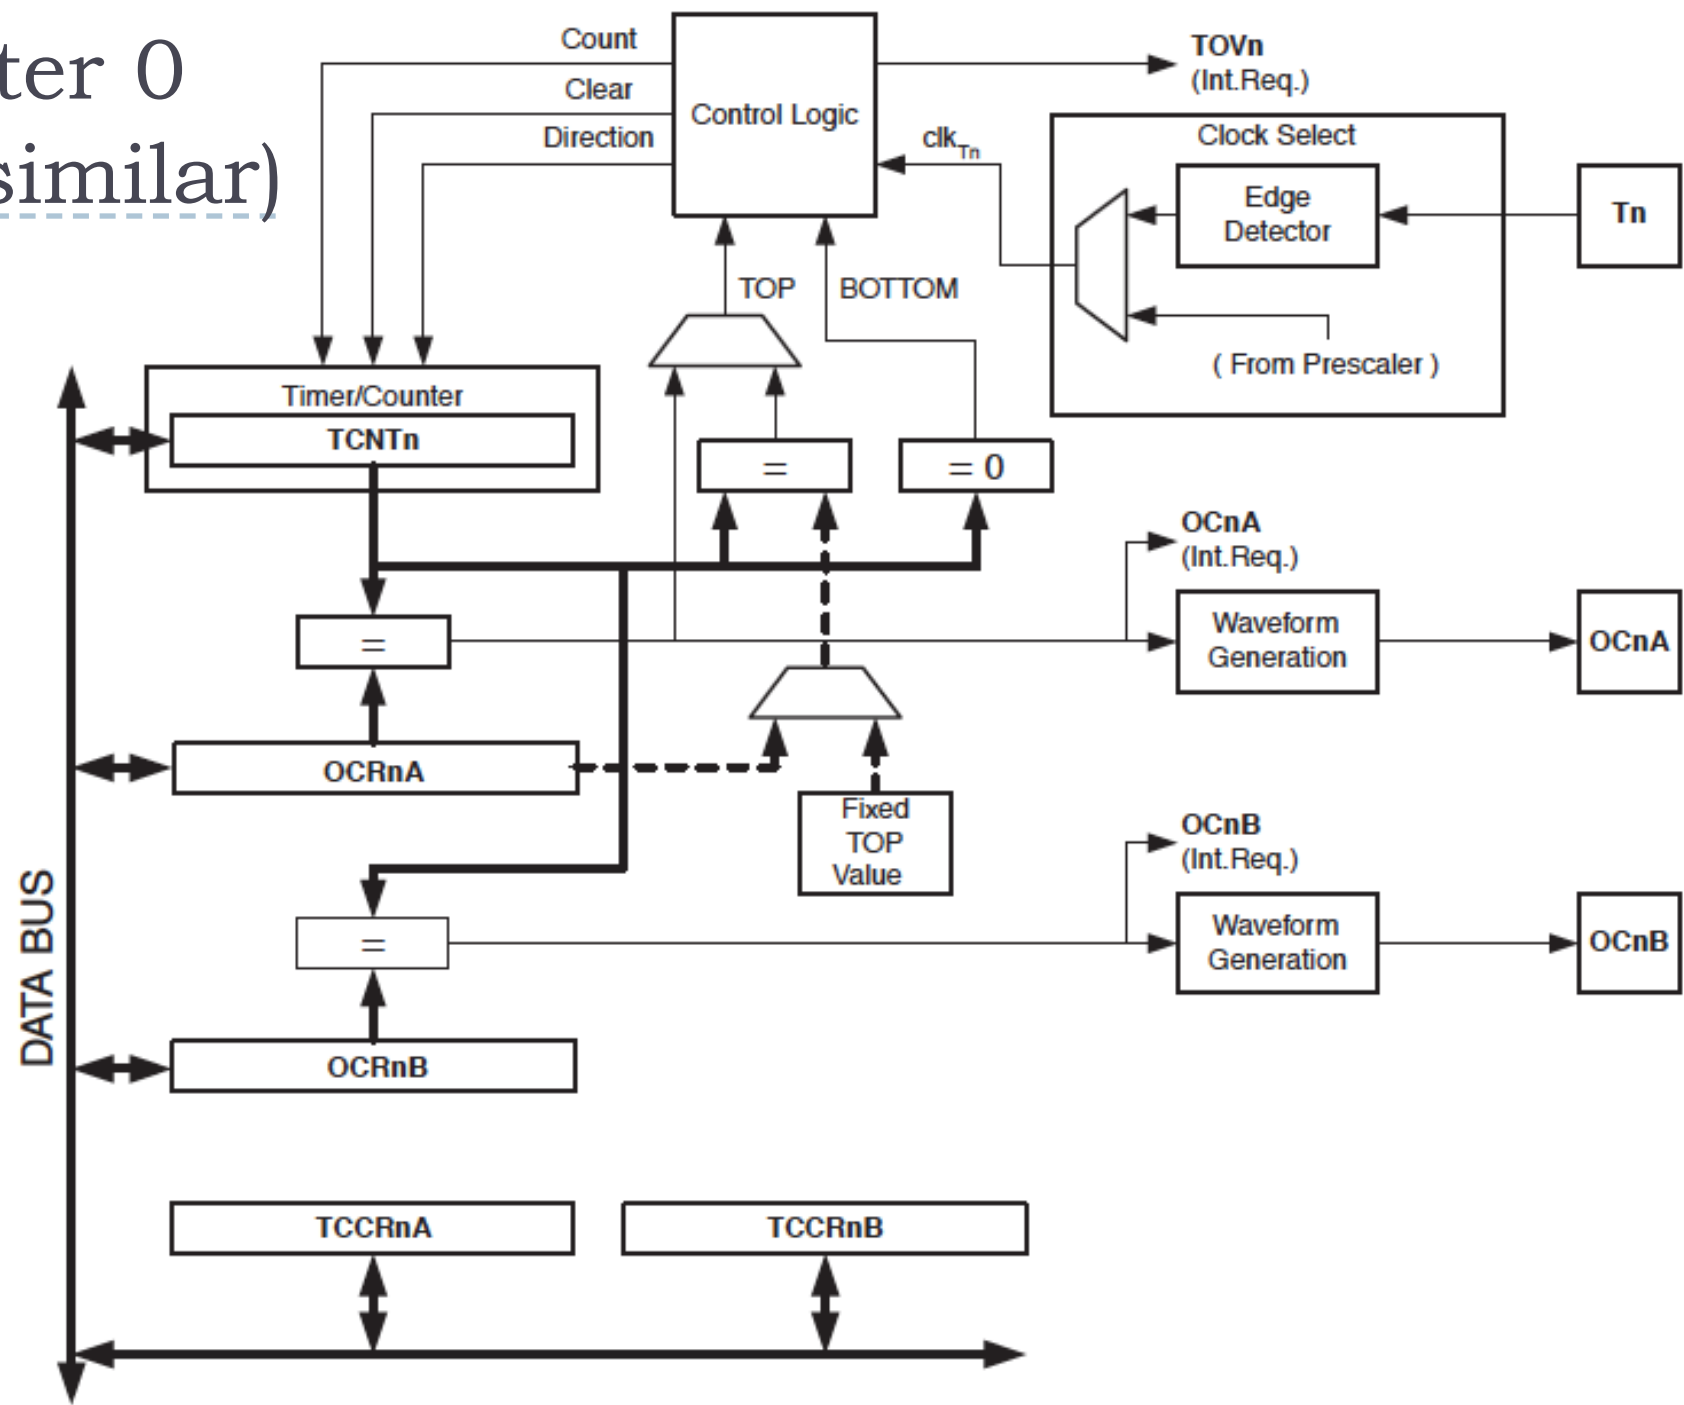 ter 0
similar)
Count
Clear
Direction
Control Logic
TOVn
(Int.Req.)
clkTn
Clock Select
Edge
Detector
Tn
( From Prescaler )
TOP
BOTTOM
Timer/Counter
TCNTn
=
= 0
OCnA
(Int.Req.)
=
Waveform
Generation
OCnA
OCRnA
Fixed
TOP
Value
OCnB
(Int.Req.)
=
Waveform
Generation
OCnB
DATA BUS
OCRnB
TCCRnA
TCCRnB